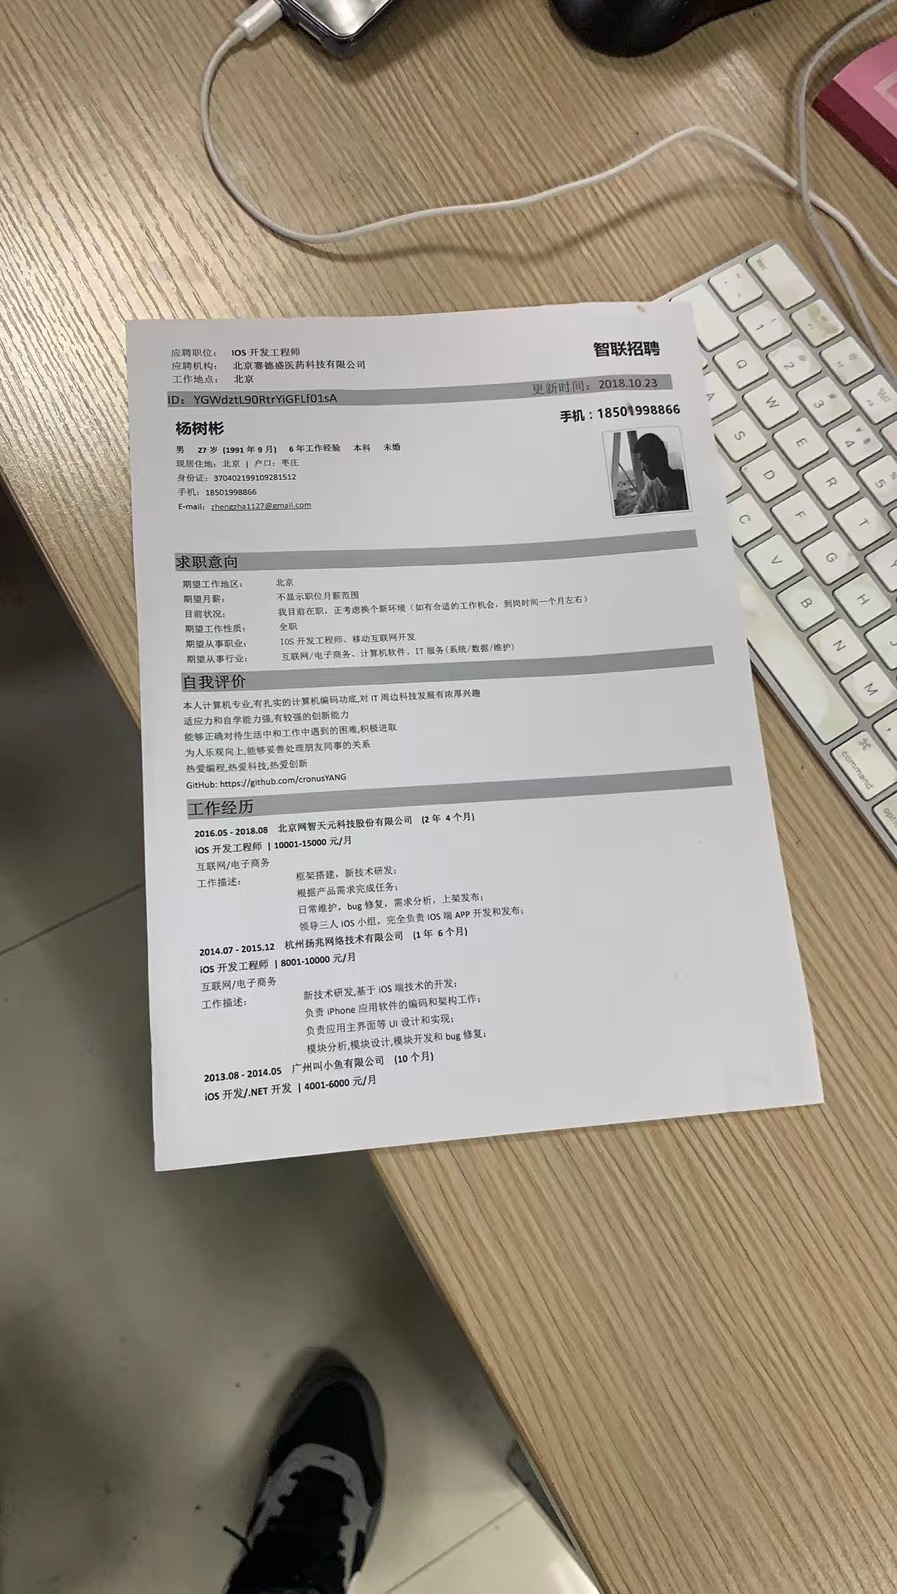 应聘职位： IOS 开发工程师
应聘机构： 北京赛德盛医药科技有限公司
工作地点： 北京
智联招聘
ID： YGWdztL90RtrYiGFLf01sA
更新时间：2018.10.23
杨树彬
手机：18501998866
男 27 岁 (1991 年 9 月) 6 年工作经验 本科 未婚
现居住地：北京 | 户口：枣庄
身份证：370402199109281512
手机：18501998866
E-mail：zhengzha1127@gmail.com
求职意向
期望工作地区： 北京
期望月薪： 不显示职位月薪范围
目前状况： 我目前在职，正考虑换个新环境（如有合适的工作机会，到岗时间一个月左右）
期望工作性质： 全职
期望从事职业： IOS 开发工程师、移动互联网开发
期望从事行业： 互联网/电子商务、计算机软件、IT 服务(系统/数据/维护)
自我评价
本人计算机专业,有扎实的计算机编码功底,对 IT 周边科技发展有浓厚兴趣
适应力和自学能力强,有较强的创新能力
能够正确对待生活中和工作中遇到的困难,积极进取
为人乐观向上,能够妥善处理朋友同事的关系
热爱编程,热爱科技,热爱创新
GitHub: https://github.com/cronusYANG
工作经历
2016.05 - 2018.08 北京网智天元科技股份有限公司 (2 年 4 个月)
iOS 开发工程师 | 10001-15000 元/月
互联网/电子商务
工作描述： 框架搭建，新技术研发;
根据产品需求完成任务;
日常维护，bug 修复，需求分析，上架发布;
领导三人 iOS 小组，完全负责 iOS 端 APP 开发和发布;
2014.07 - 2015.12 杭州扬兆网络技术有限公司 (1 年 6 个月)
iOS 开发工程师 | 8001-10000 元/月
互联网/电子商务
工作描述： 新技术研发,基于 iOS 端技术的开发;
负责 iPhone 应用软件的编码和架构工作;
负责应用主界面等 UI 设计和实现;
模块分析,模块设计,模块开发和 bug 修复;
2013.08 - 2014.05 广州叫小鱼有限公司 (10 个月)
iOS 开发/.NET 开发 | 4001-6000 元/月
Q
2
3
4
5
A
S
E
R
D
F
T
C
G
V
H
B
N
M
⌘
command